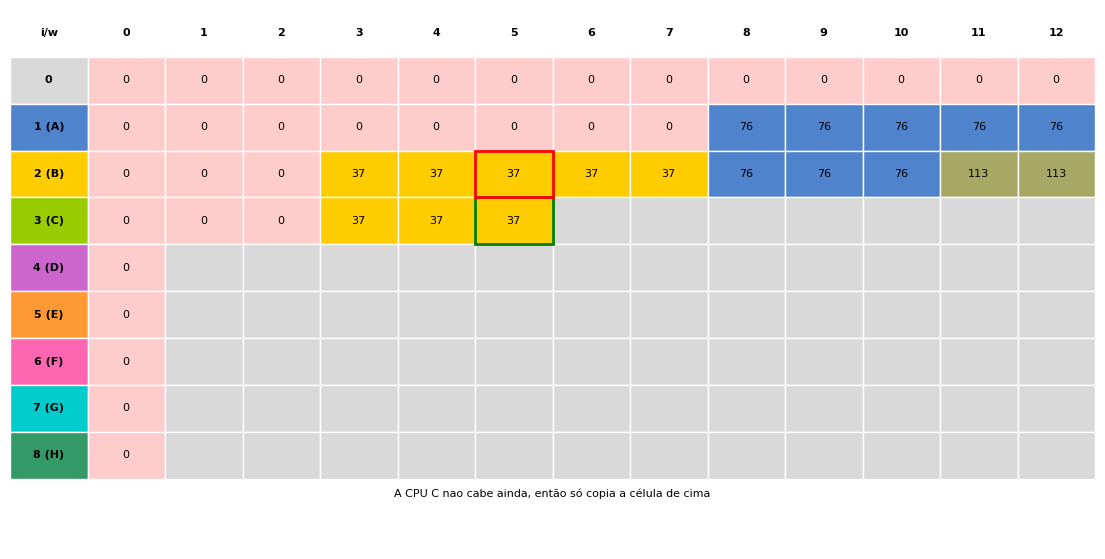 i/w 0 1 2 3 4 5 6 7 8 9 10 11 12
0 0 0 0 0 0 0 0 0 0 0 0 0 0
1 (A) 0 0 0 0 0 0 0 0 76 76 76 76 76
2 (B) 0 0 0 37 37 37 37 37 76 76 76 113 113
3 (C) 0 0 0 37 37 37
4 (D) 0
5 (E) 0
6 (F) 0
7 (G) 0
8 (H) 0
A CPU C nao cabe ainda, então só copia a célula de cima